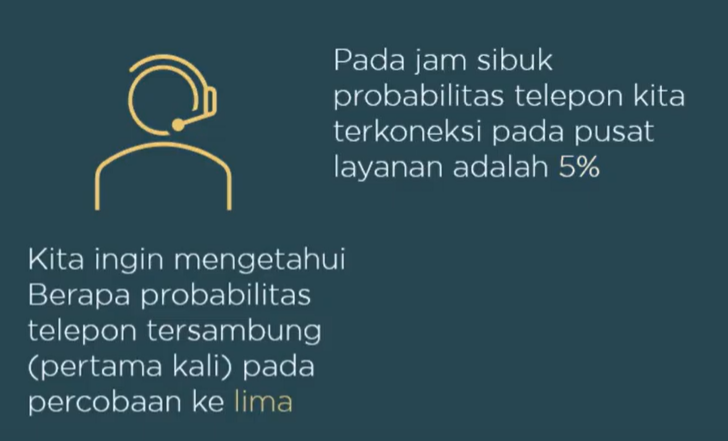 Pada jam sibuk
probabilitas telepon kita
terkoneksi pada pusat
layanan adalah 5%
Kita ingin mengetahui
Berapa probabilitas
telepon tersambung
(pertama kali) pada
percobaan ke lima